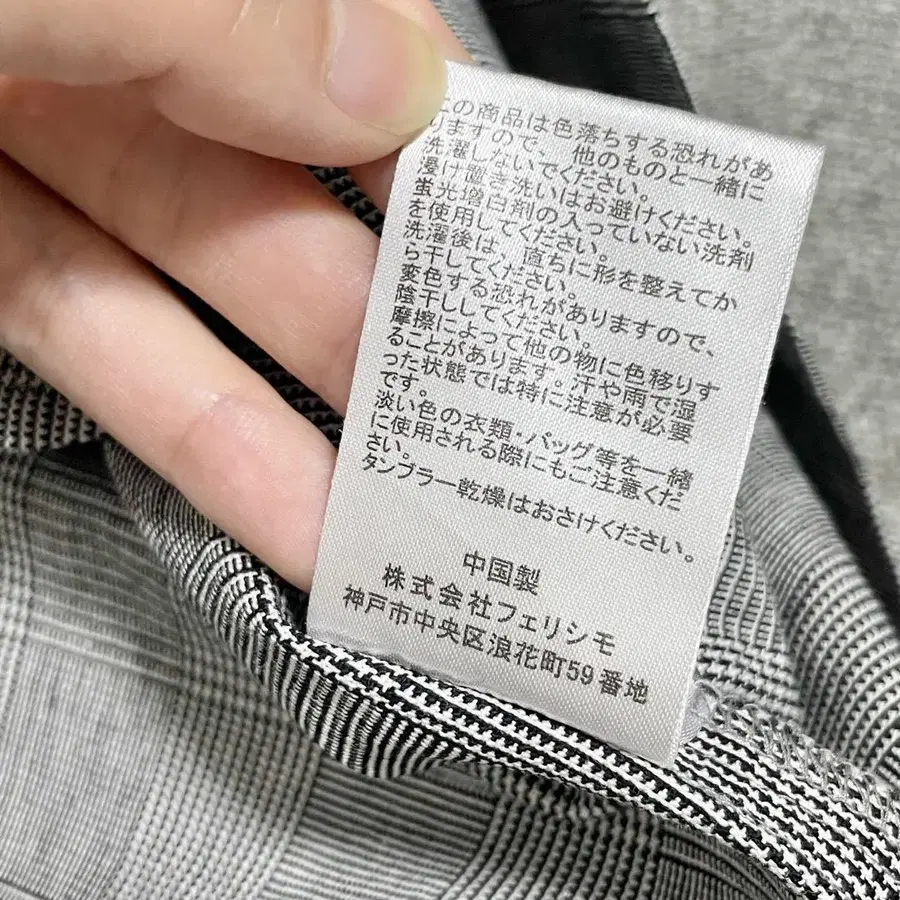 この商品は色落ちする恐れがあ
りますので、他のものと一緒に
洗濯しないでください。
浸け置き洗いはお避けください。
蛍光増白剤の入っていない洗剤
を使用してください。
洗濯後は、直ちに形を整えてか
ら干してください。
変色する恐れがありますので、
陰干ししてください。
摩擦によって他の物に色移りす
ることがあります。汗や雨で湿
った状態では特に注意が必要
です。
淡い色の衣類・バッグ等を一緒
に使用される際にもご注意くだ
さい。
タンブラー乾燥はおさけください。
中国製
株式会社フェリシモ
神戸市中央区浪花町59番地